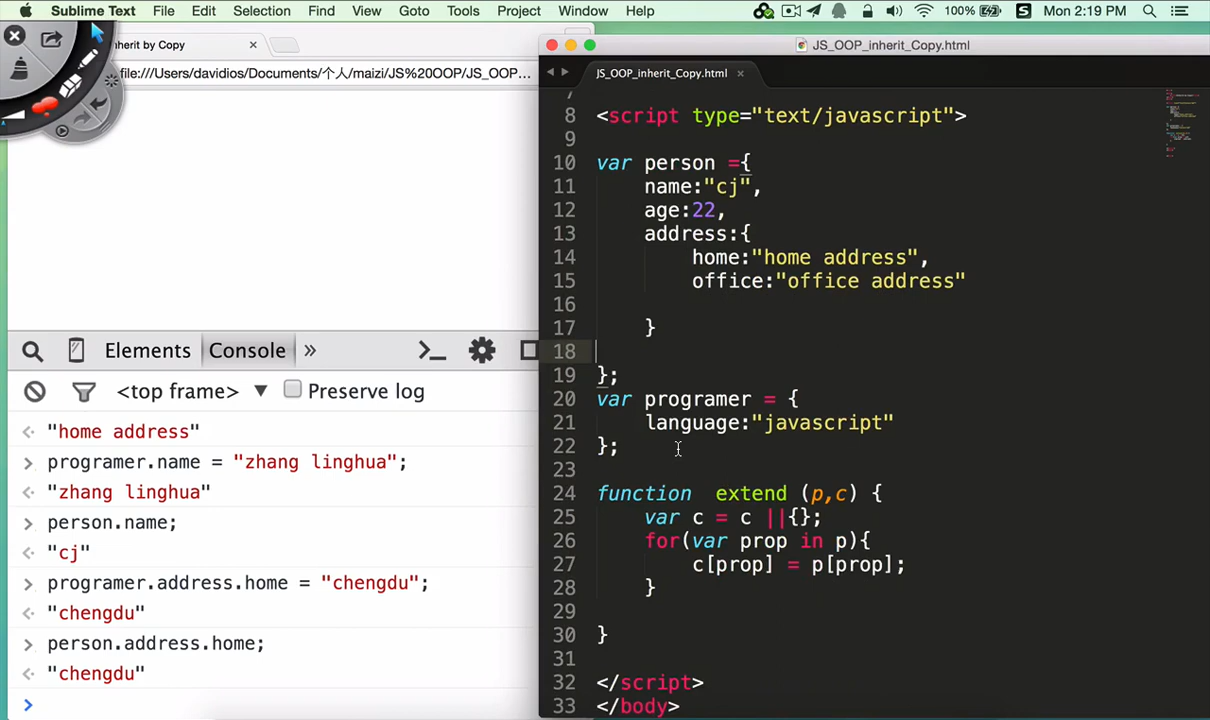 Sublime Text File Edit Selection Find View Goto Tools Project Window Help 100% Mon 2:19 PM
nherit by Copy
file:///Users/davidios/Documents/个人/maizi/JS%20OOP/JS_OOP...
Elements Console »
<top frame> ▼ Preserve log
"home address"
programer.name = "zhang linghua";
"zhang linghua"
person.name;
"cj"
programer.address.home = "chengdu";
"chengdu"
person.address.home;
"chengdu"
JS_OOP_inherit_Copy.html
JS_OOP_inherit_Copy.html ×
7
8 <script type="text/javascript">
9
10 var person ={
11 name:"cj",
12 age:22,
13 address:{
14 home:"home address",
15 office:"office address"
16
17 }
18
19 };
20 var programer = {
21 language:"javascript"
22 };
23
24 function extend (p,c) {
25 var c = c ||{};
26 for(var prop in p){
27 c[prop] = p[prop];
28 }
29
30 }
31
32 </script>
33 </body>